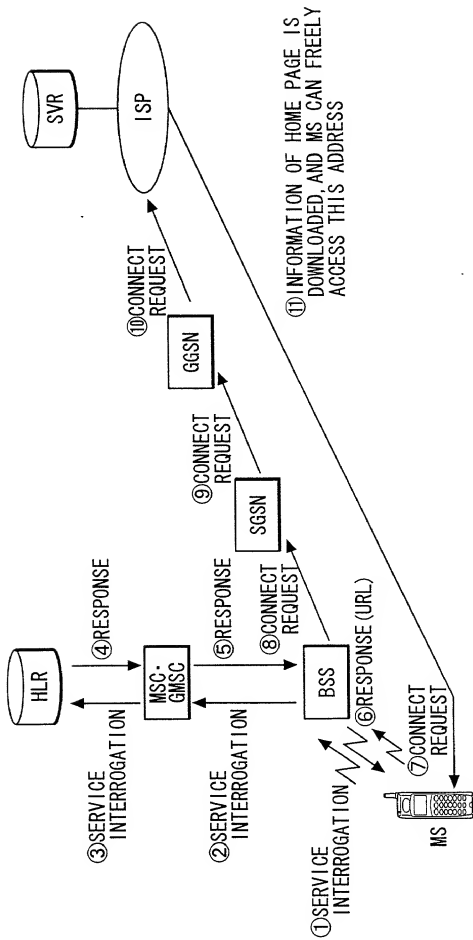 HLR
③SERVICE
INTERROGATION
④RESPONSE
MSC·
GMSC
②SERVICE
INTERROGATION
⑤RESPONSE
BSS
①SERVICE
INTERROGATION
⑥RESPONSE(URL)
⑦CONNECT
REQUEST
MS
⑧CONNECT
REQUEST
SGSN
⑨CONNECT
REQUEST
GGSN
⑩CONNECT
REQUEST
SVR
ISP
⑪INFORMATION OF HOME PAGE IS
DOWNLOADED, AND MS CAN FREELY
ACCESS THIS ADDRESS